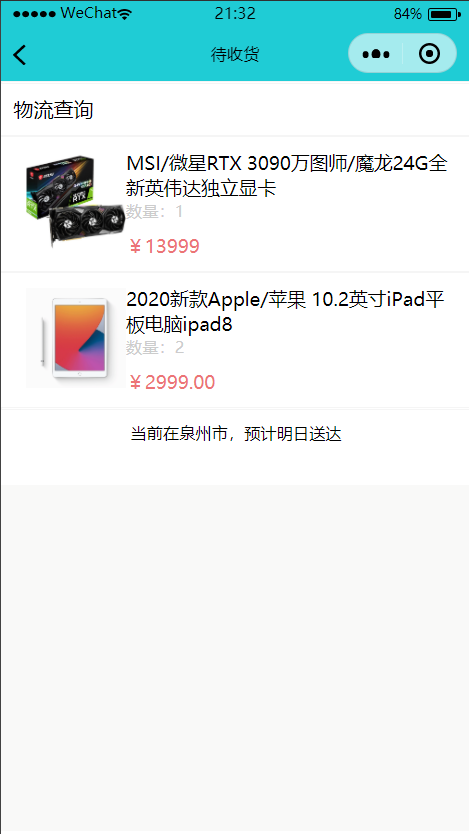 WeChat 21:32 84%
待收货
物流查询
MSI/微星RTX 3090万图师/魔龙24G全
新英伟达独立显卡
数量：1
￥13999
2020新款Apple/苹果 10.2英寸iPad平
板电脑ipad8
数量：2
￥2999.00
当前在泉州市，预计明日送达